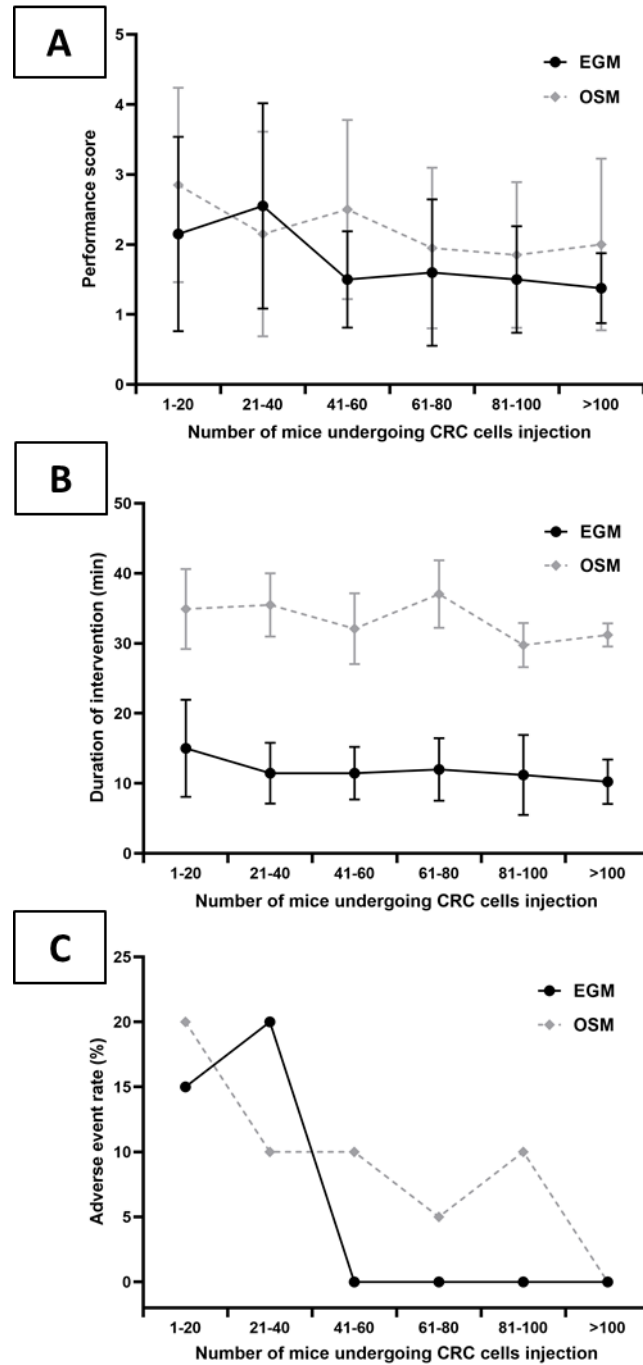 A
5
4
3
2
1
0
Performance score
EGM
OSM
1-20 21-40 41-60 61-80 81-100 >100
Number of mice undergoing CRC cells injection
B
50
40
30
20
10
0
Duration of intervention (min)
EGM
OSM
1-20 21-40 41-60 61-80 81-100 >100
Number of mice undergoing CRC cells injection
C
25
20
15
10
5
0
Adverse event rate (%)
EGM
OSM
1-20 21-40 41-60 61-80 81-100 >100
Number of mice undergoing CRC cells injection